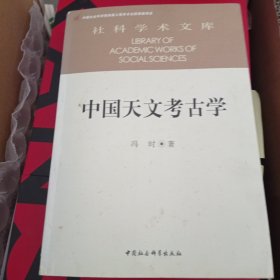 社科学术文库
LIBRARY OF
ACADEMIC WORKS OF
SOCIAL SCIENCES
中国天文考古学
冯 时 著
中国社会科学出版社